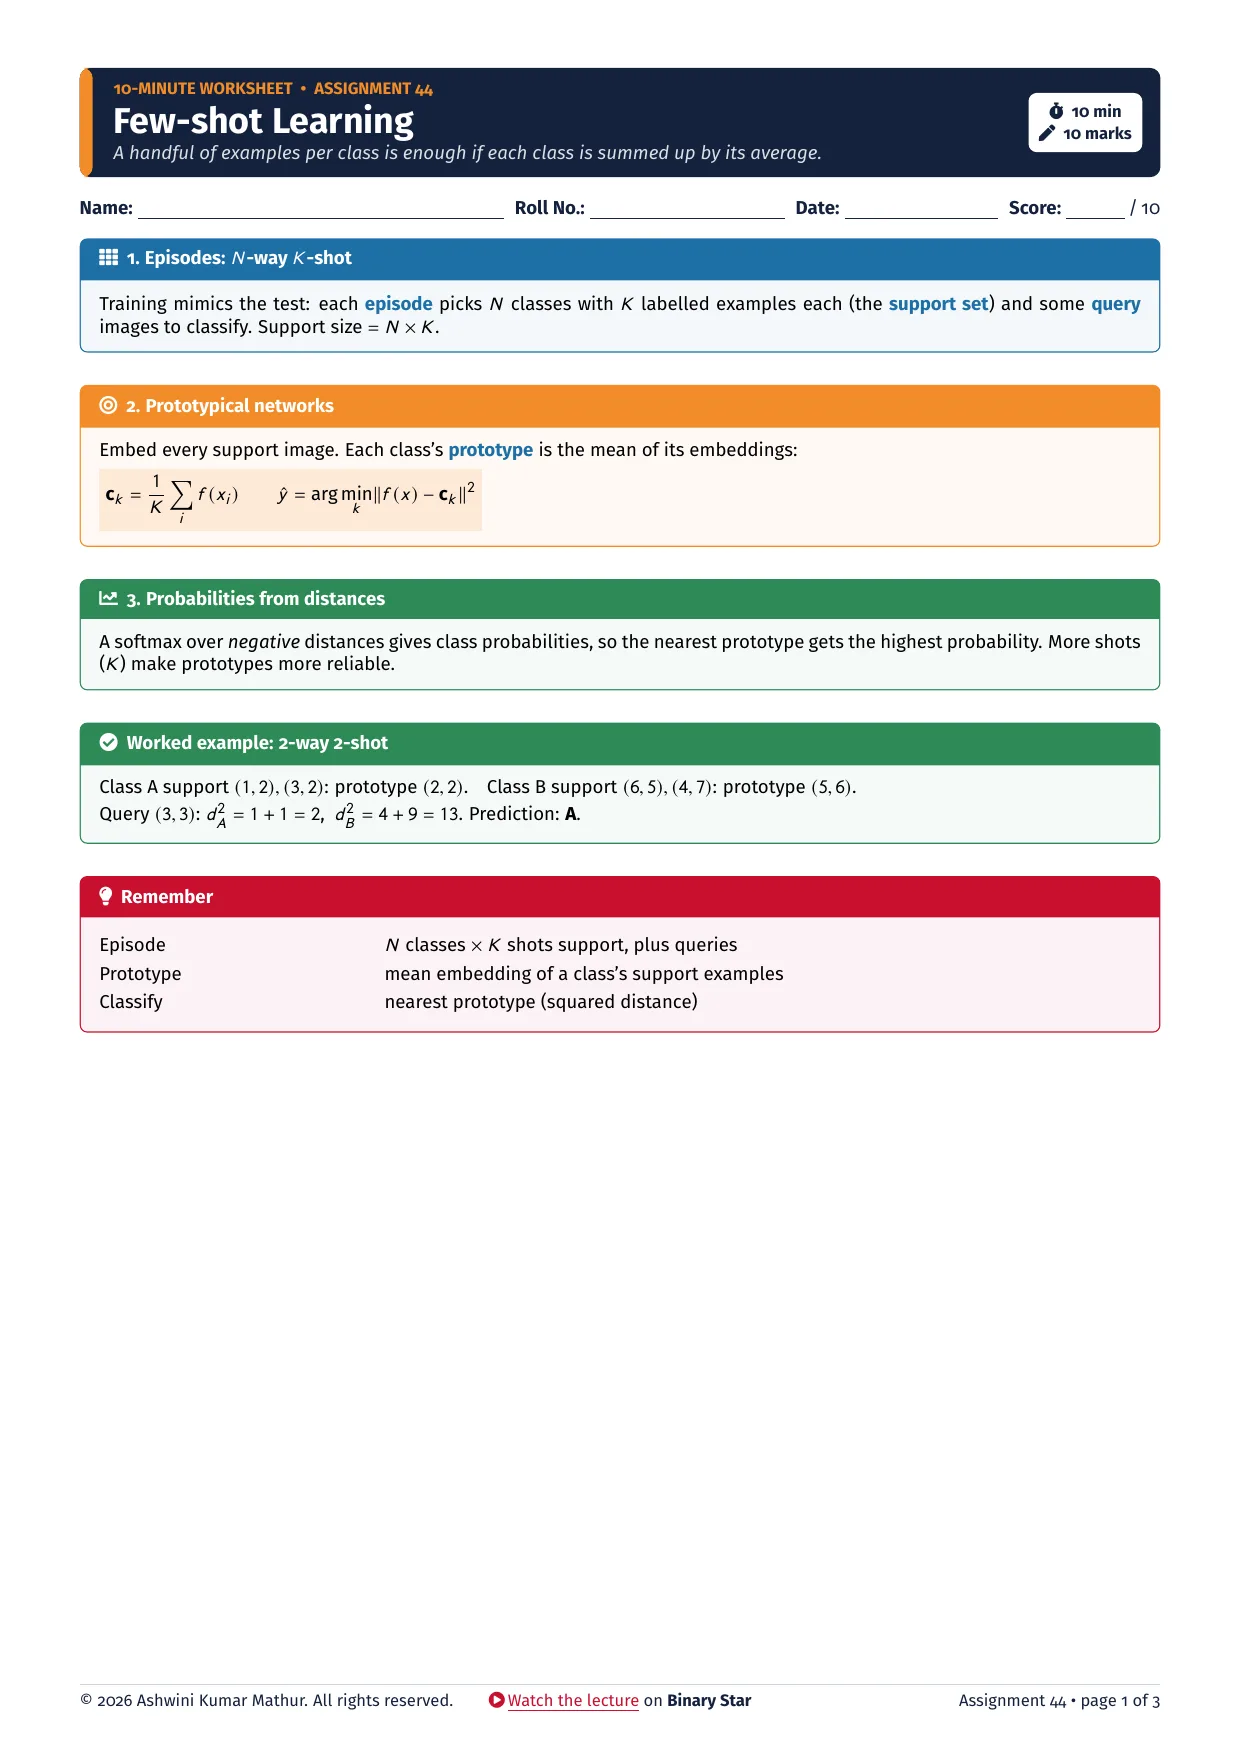 10-MINUTE WORKSHEET • ASSIGNMENT 44
Few-shot Learning
A handful of examples per class is enough if each class is summed up by its average.
10 min
10 marks
Name: Roll No.: Date: Score: / 10
1. Episodes: N-way K-shot
Training mimics the test: each episode picks N classes with K labelled examples each (the support set) and some query
images to classify. Support size = N × K.
2. Prototypical networks
Embed every support image. Each class's prototype is the mean of its embeddings:
c_k = 1/K ∑_i f(x_i)  ŷ = arg min_k ‖f(x) − c_k‖²
3. Probabilities from distances
A softmax over negative distances gives class probabilities, so the nearest prototype gets the highest probability. More shots
(K) make prototypes more reliable.
Worked example: 2-way 2-shot
Class A support (1, 2), (3, 2): prototype (2, 2). Class B support (6, 5), (4, 7): prototype (5, 6).
Query (3, 3): d_A² = 1 + 1 = 2, d_B² = 4 + 9 = 13. Prediction: A.
Remember
Episode N classes × K shots support, plus queries
Prototype mean embedding of a class's support examples
Classify nearest prototype (squared distance)
© 2026 Ashwini Kumar Mathur. All rights reserved. Watch the lecture on Binary Star Assignment 44 • page 1 of 3